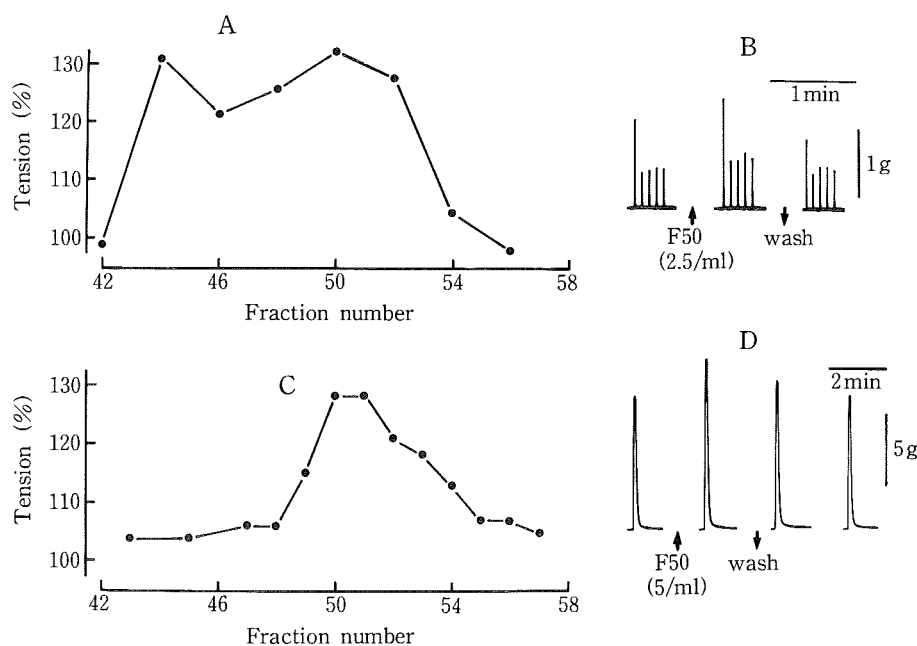 A
Tension (%)
130
120
110
100
42
46
50
54
58
Fraction number
B
1 min
1 g
F50
(2.5/ml)
wash
C
Tension (%)
130
120
110
100
42
46
50
54
58
Fraction number
D
2 min
5 g
F50
(5/ml)
wash